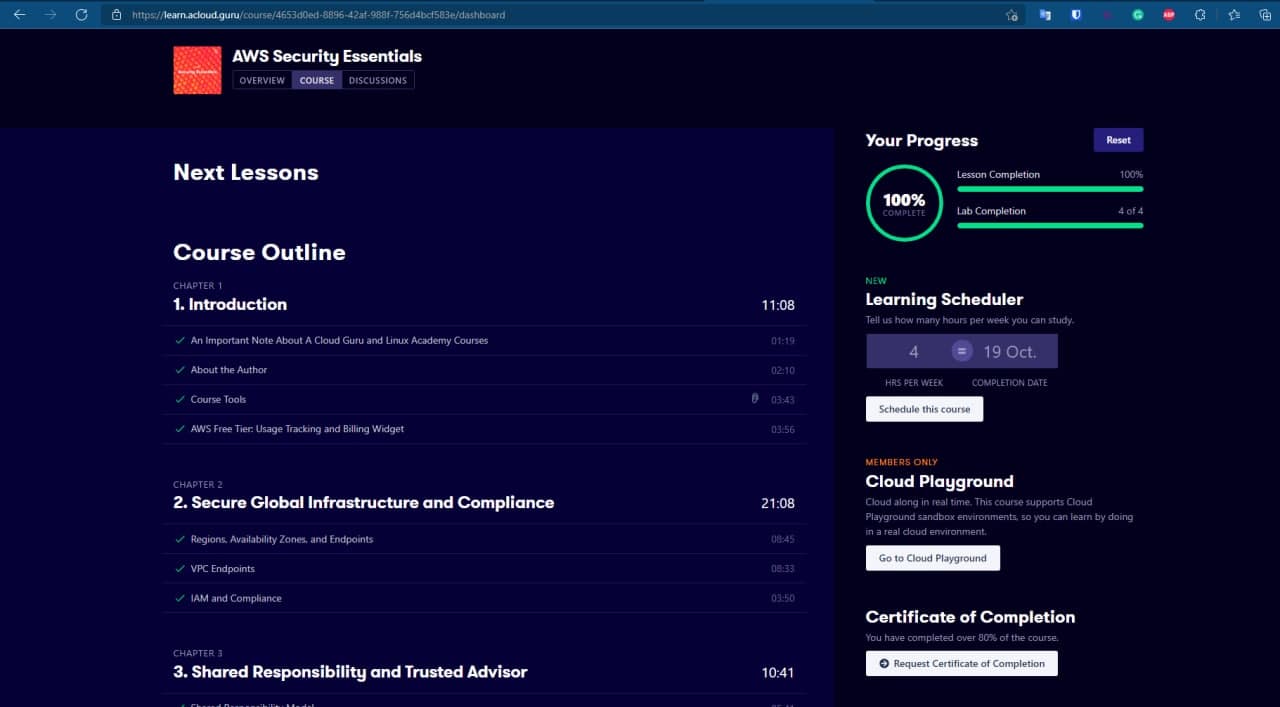 https://learn.acloud.guru/course/4653d0ed-8896-42af-988f-756d4bcf583e/dashboard
AWS Security Essentials
OVERVIEW COURSE DISCUSSIONS
Next Lessons
Course Outline
CHAPTER 1
1. Introduction 11:08
An Important Note About A Cloud Guru and Linux Academy Courses 01:19
About the Author 02:10
Course Tools 03:43
AWS Free Tier: Usage Tracking and Billing Widget 03:56
CHAPTER 2
2. Secure Global Infrastructure and Compliance 21:08
Regions, Availability Zones, and Endpoints 08:45
VPC Endpoints 08:33
IAM and Compliance 03:50
CHAPTER 3
3. Shared Responsibility and Trusted Advisor 10:41
Shared Responsibility Model
Your Progress Reset
100%
COMPLETE
Lesson Completion 100%
Lab Completion 4 of 4
NEW
Learning Scheduler
Tell us how many hours per week you can study.
4 = 19 Oct.
HRS PER WEEK COMPLETION DATE
Schedule this course
MEMBERS ONLY
Cloud Playground
Cloud along in real time. This course supports Cloud
Playground sandbox environments, so you can learn by doing
in a real cloud environment.
Go to Cloud Playground
Certificate of Completion
You have completed over 80% of the course.
Request Certificate of Completion